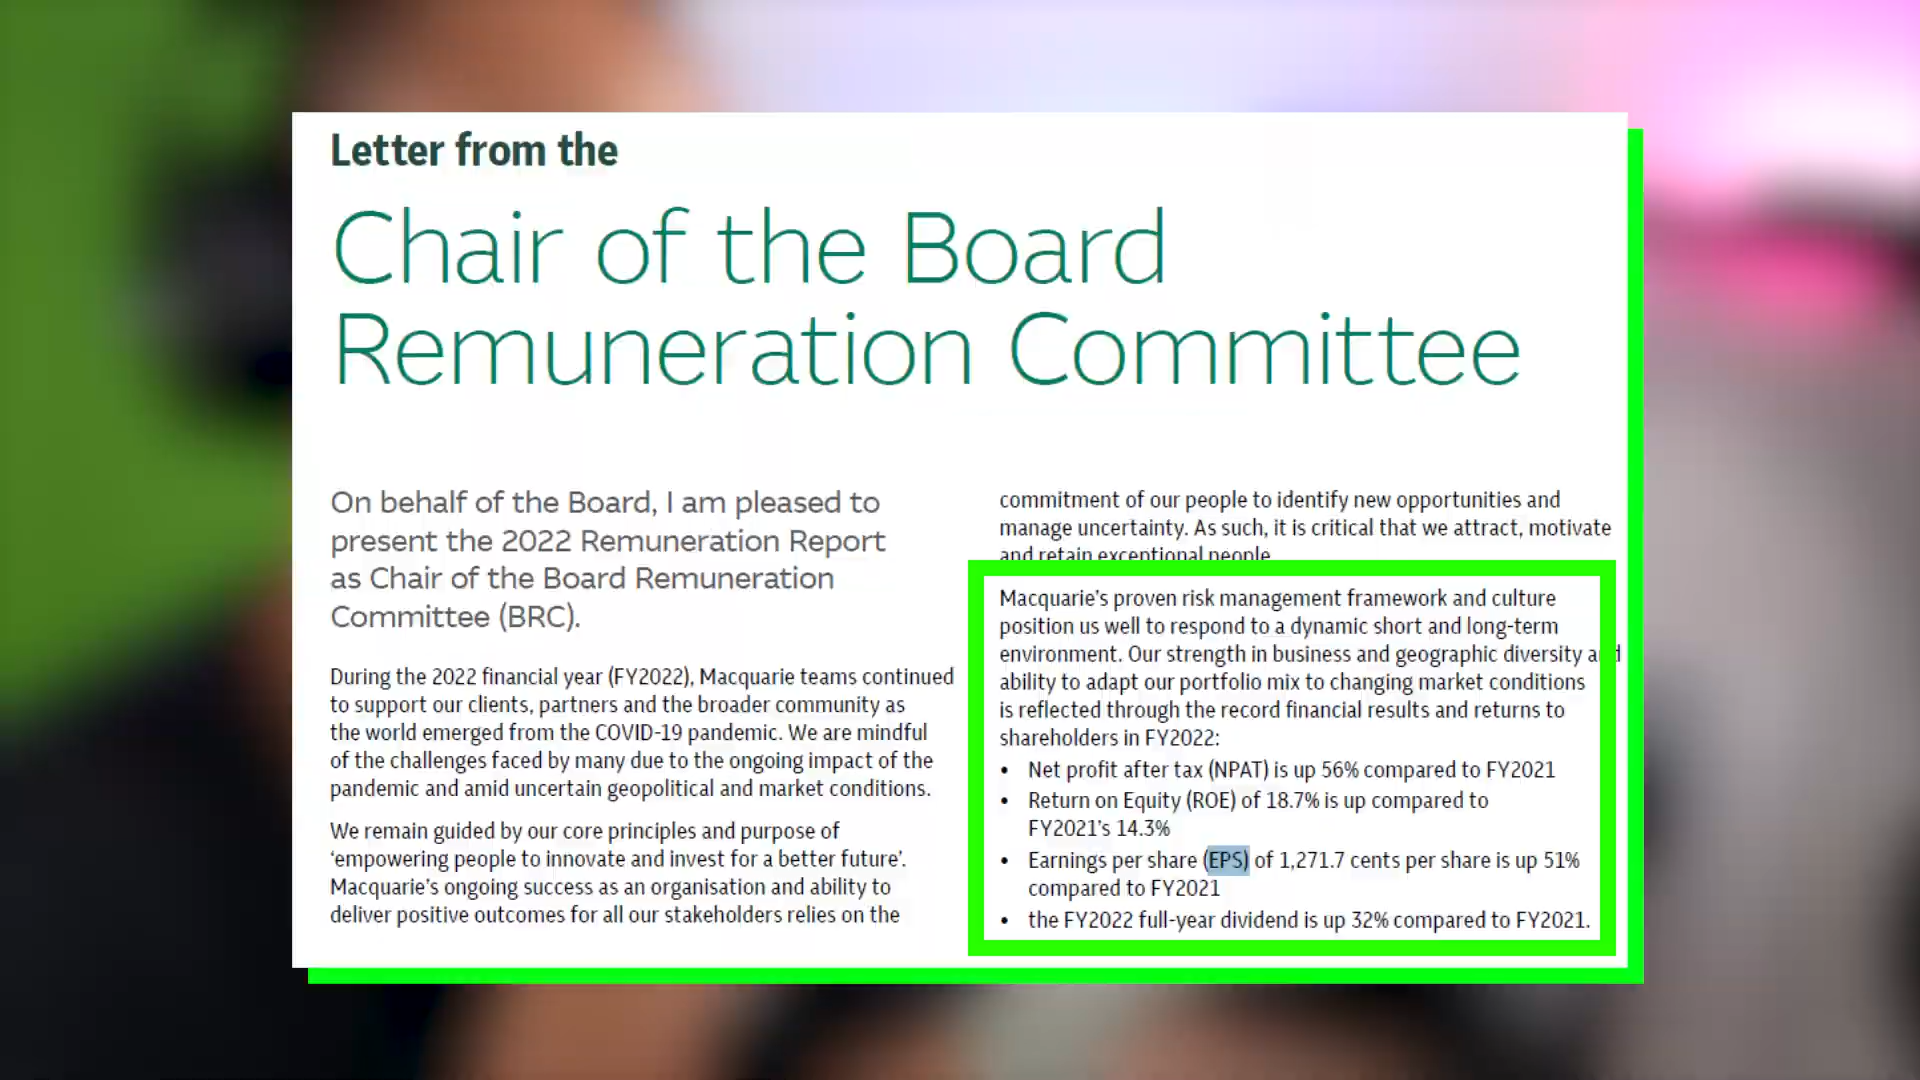 Letter from the
Chair of the Board
Remuneration Committee
On behalf of the Board, I am pleased to
present the 2022 Remuneration Report
as Chair of the Board Remuneration
Committee (BRC).
During the 2022 financial year (FY2022), Macquarie teams continued
to support our clients, partners and the broader community as
the world emerged from the COVID-19 pandemic. We are mindful
of the challenges faced by many due to the ongoing impact of the
pandemic and amid uncertain geopolitical and market conditions.
We remain guided by our core principles and purpose of
‘empowering people to innovate and invest for a better future’.
Macquarie’s ongoing success as an organisation and ability to
deliver positive outcomes for all our stakeholders relies on the
commitment of our people to identify new opportunities and
manage uncertainty. As such, it is critical that we attract, motivate
and retain exceptional people.
Macquarie’s proven risk management framework and culture
position us well to respond to a dynamic short and long-term
environment. Our strength in business and geographic diversity and
ability to adapt our portfolio mix to changing market conditions
is reflected through the record financial results and returns to
shareholders in FY2022:
• Net profit after tax (NPAT) is up 56% compared to FY2021
• Return on Equity (ROE) of 18.7% is up compared to
FY2021’s 14.3%
• Earnings per share (EPS) of 1,271.7 cents per share is up 51%
compared to FY2021
• the FY2022 full-year dividend is up 32% compared to FY2021.